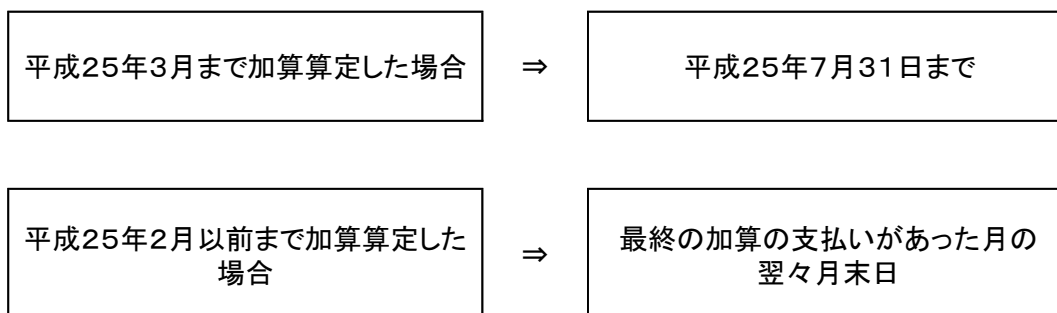 平成２５年３月まで加算算定した場合 ⇒ 平成２５年７月３１日まで
平成２５年２月以前まで加算算定した
場合
⇒
最終の加算の支払いがあった月の
翌々月末日